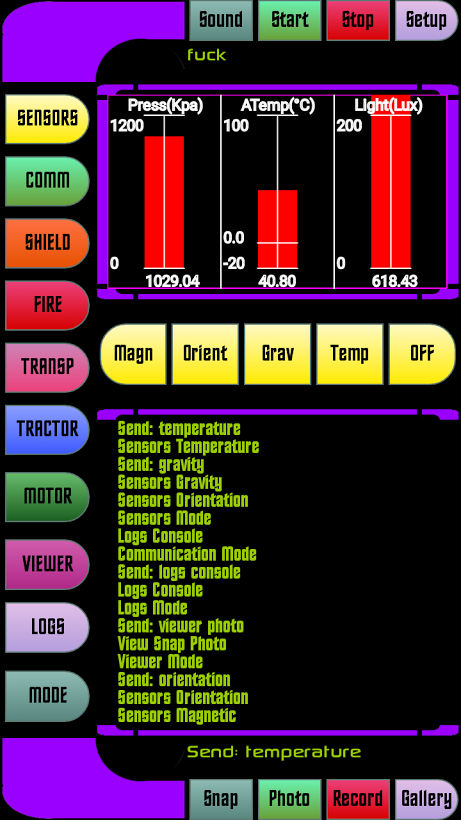 Sound Start Stop Setup
fuck
SENSORS
COMM
SHIELD
FIRE
TRANSP
TRACTOR
MOTOR
VIEWER
LOGS
MODE
Press(Kpa) ATemp(°C) Light(Lux)
1200 100 200
0.0
0 -20 0
1029.04 40.80 618.43
Magn Orient Grav Temp OFF
Send: temperature
Sensors Temperature
Send: gravity
Sensors Gravity
Sensors Orientation
Sensors Mode
Logs Console
Communication Mode
Send: logs console
Logs Console
Logs Mode
Send: viewer photo
View Snap Photo
Viewer Mode
Send: orientation
Sensors Orientation
Sensors Magnetic
Send: temperature
Snap Photo Record Gallery